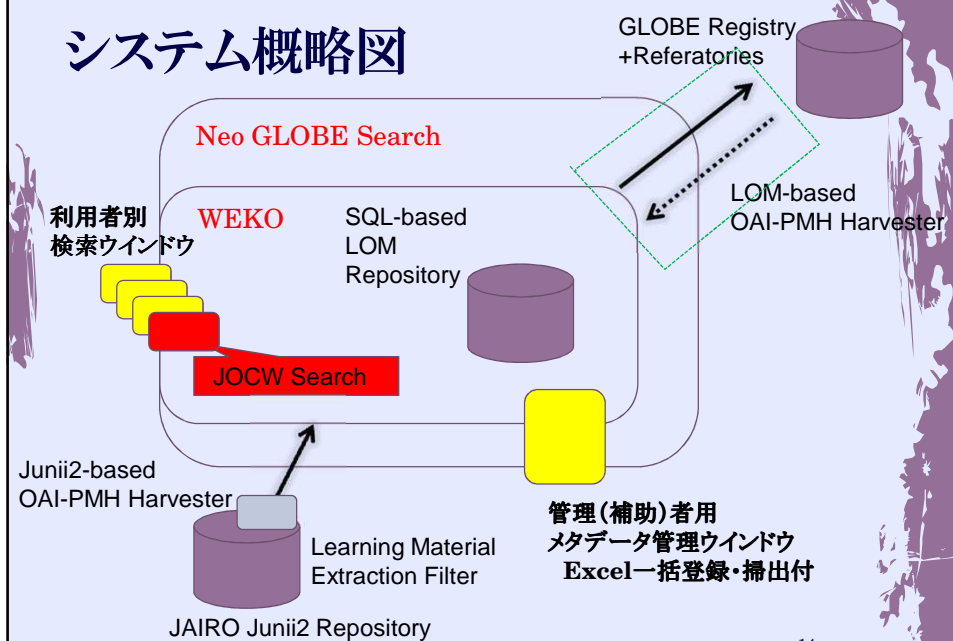 システム概略図
GLOBE Registry
+Referatories
Neo GLOBE Search
LOM-based
OAI-PMH Harvester
利用者別
検索ウインドウ
WEKO
SQL-based
LOM
Repository
JOCW Search
Junii2-based
OAI-PMH Harvester
Learning Material
Extraction Filter
JAIRO Junii2 Repository
管理（補助）者用
メタデータ管理ウインドウ
Excel一括登録・掃出付